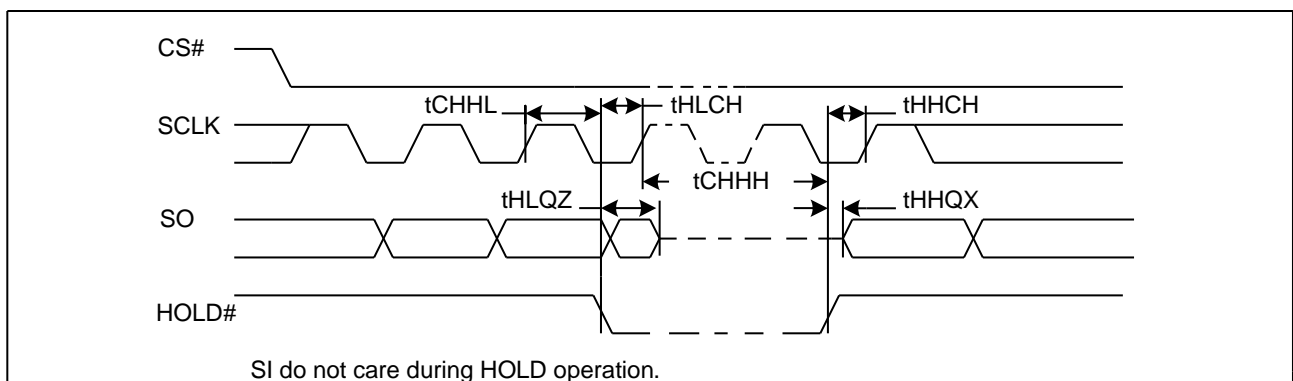 CS#
tCHHL
tHLCH
tHHCH
SCLK
tCHHH
tHLQZ
tHHQX
SO
HOLD#
SI do not care during HOLD operation.